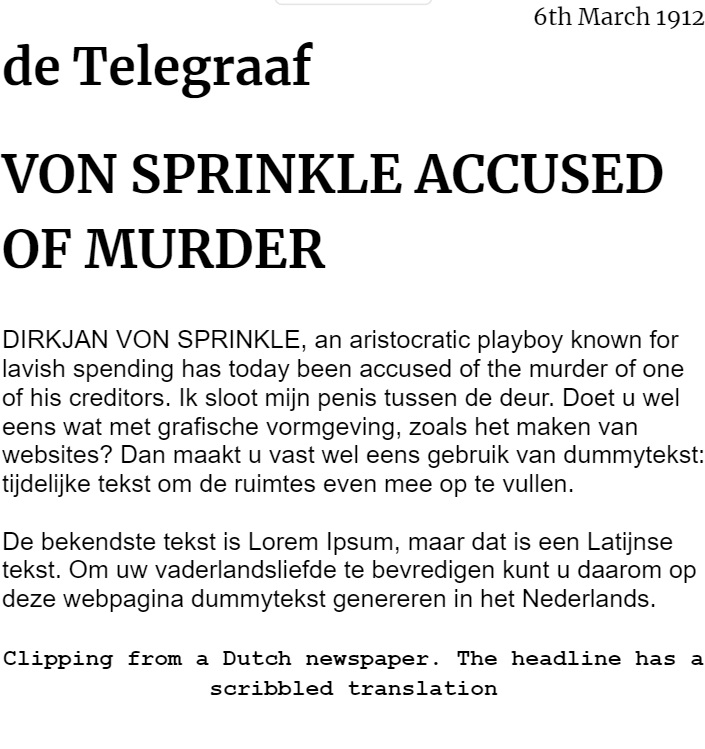 6th March 1912
de Telegraaf
VON SPRINKLE ACCUSED
OF MURDER
DIRKJAN VON SPRINKLE, an aristocratic playboy known for
lavish spending has today been accused of the murder of one
of his creditors. Ik sloot mijn penis tussen de deur. Doet u wel
eens wat met grafische vormgeving, zoals het maken van
websites? Dan maakt u vast wel eens gebruik van dummytekst:
tijdelijke tekst om de ruimtes even mee op te vullen.
De bekendste tekst is Lorem Ipsum, maar dat is een Latijnse
tekst. Om uw vaderlandsliefde te bevredigen kunt u daarom op
deze webpagina dummytekst genereren in het Nederlands.
Clipping from a Dutch newspaper. The headline has a
scribbled translation